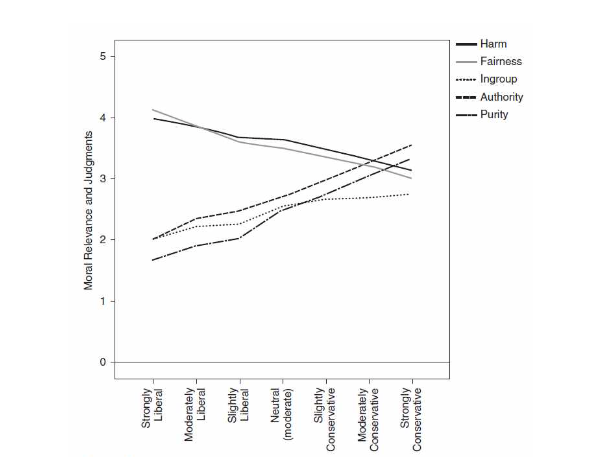 5
4
3
2
1
0
Moral Relevance and Judgments
Strongly
Liberal
Moderately
Liberal
Slightly
Liberal
Neutral
(moderate)
Slightly
Conservative
Moderately
Conservative
Strongly
Conservative
Harm
Fairness
Ingroup
Authority
Purity